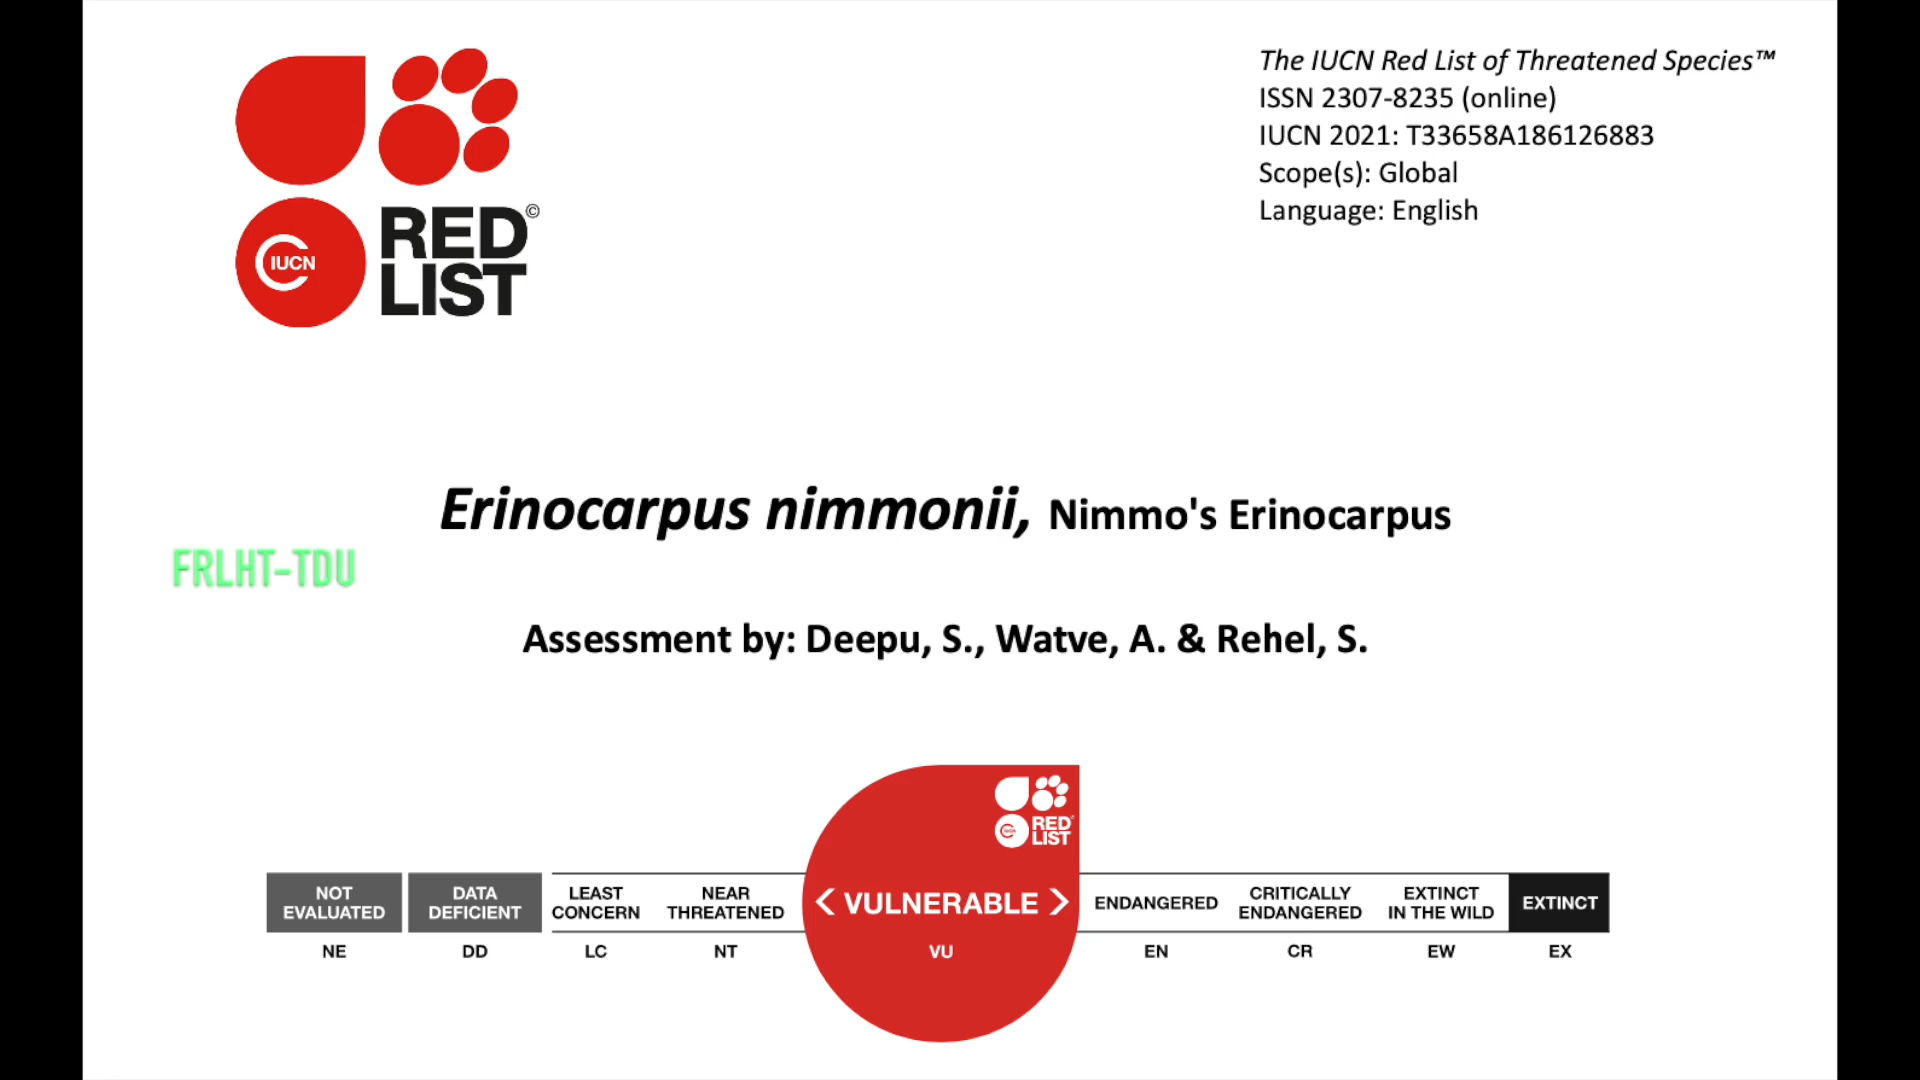 The IUCN Red List of Threatened Species™
ISSN 2307-8235 (online)
IUCN 2021: T33658A186126883
Scope(s): Global
Language: English
IUCN
RED©
LIST
Erinocarpus nimmonii, Nimmo's Erinocarpus
FRLHT-TDU
Assessment by: Deepu, S., Watve, A. & Rehel, S.
IUCN
RED
LIST
NOT EVALUATED
DATA DEFICIENT
LEAST CONCERN
NEAR THREATENED
< VULNERABLE >
ENDANGERED
CRITICALLY ENDANGERED
EXTINCT IN THE WILD
EXTINCT
NE DD LC NT VU EN CR EW EX